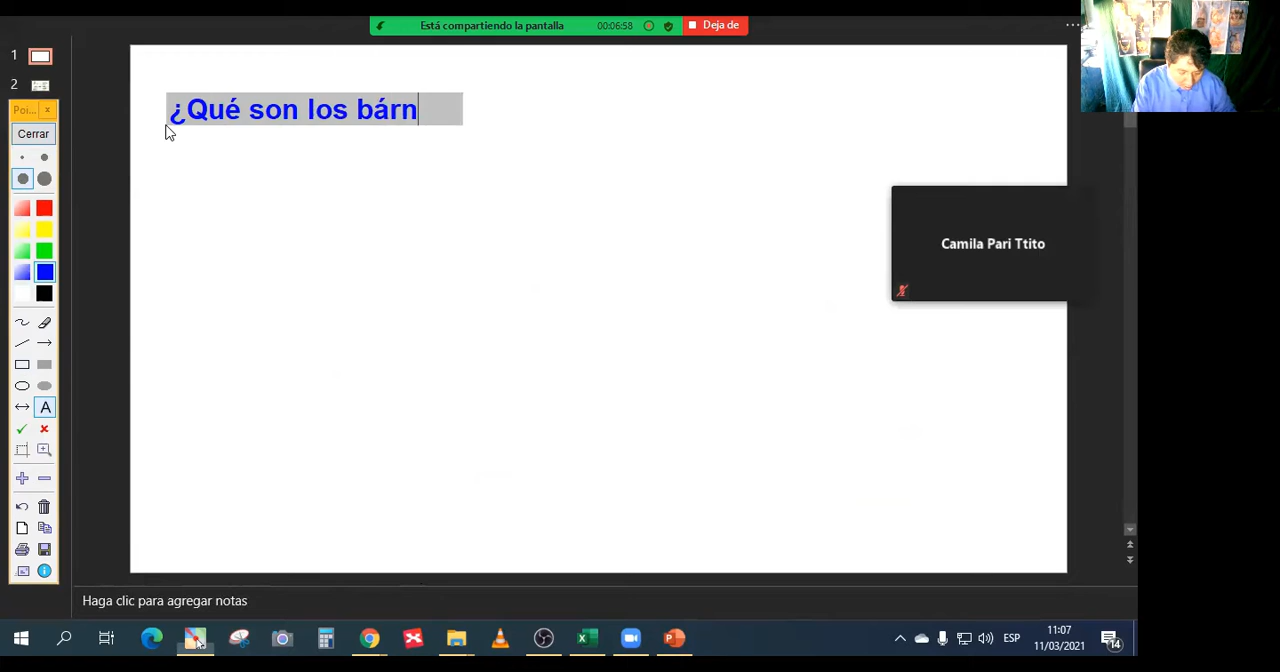 Está compartiendo la pantalla
00:06:58
Deja de
1
2
Poi...
x
Cerrar
¿Qué son los bárn
Camila Pari Ttito
A
Haga clic para agregar notas
ESP
11:07
11/03/2021
14